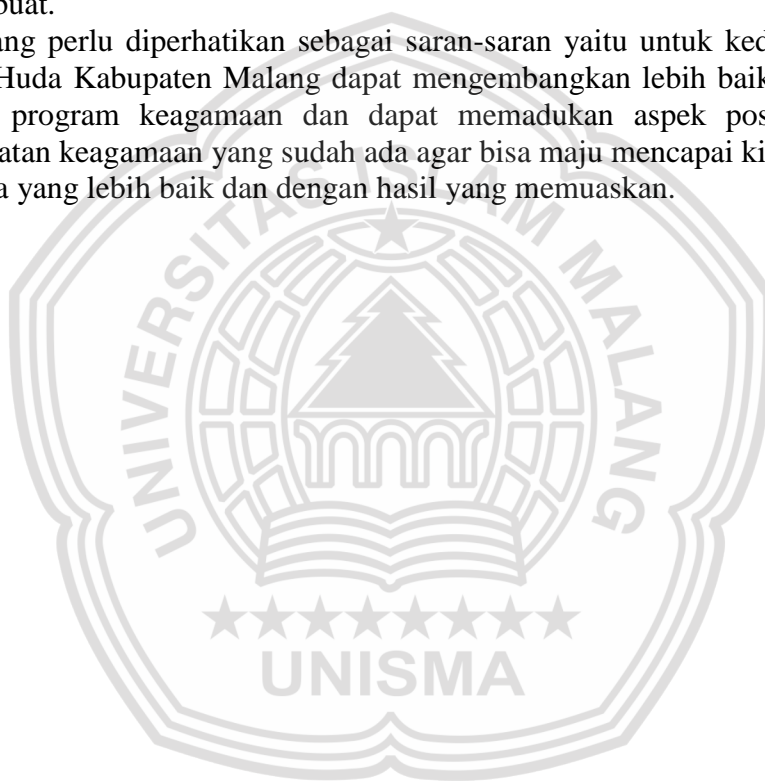 buat.
ang perlu diperhatikan sebagai saran-saran yaitu untuk ked
Huda Kabupaten Malang dapat mengembangkan lebih baik
program keagamaan dan dapat memadukan aspek pos
atan keagamaan yang sudah ada agar bisa maju mencapai ki
a yang lebih baik dan dengan hasil yang memuaskan.
UNIVERSITAS ISLAM MALANG
UNISMA